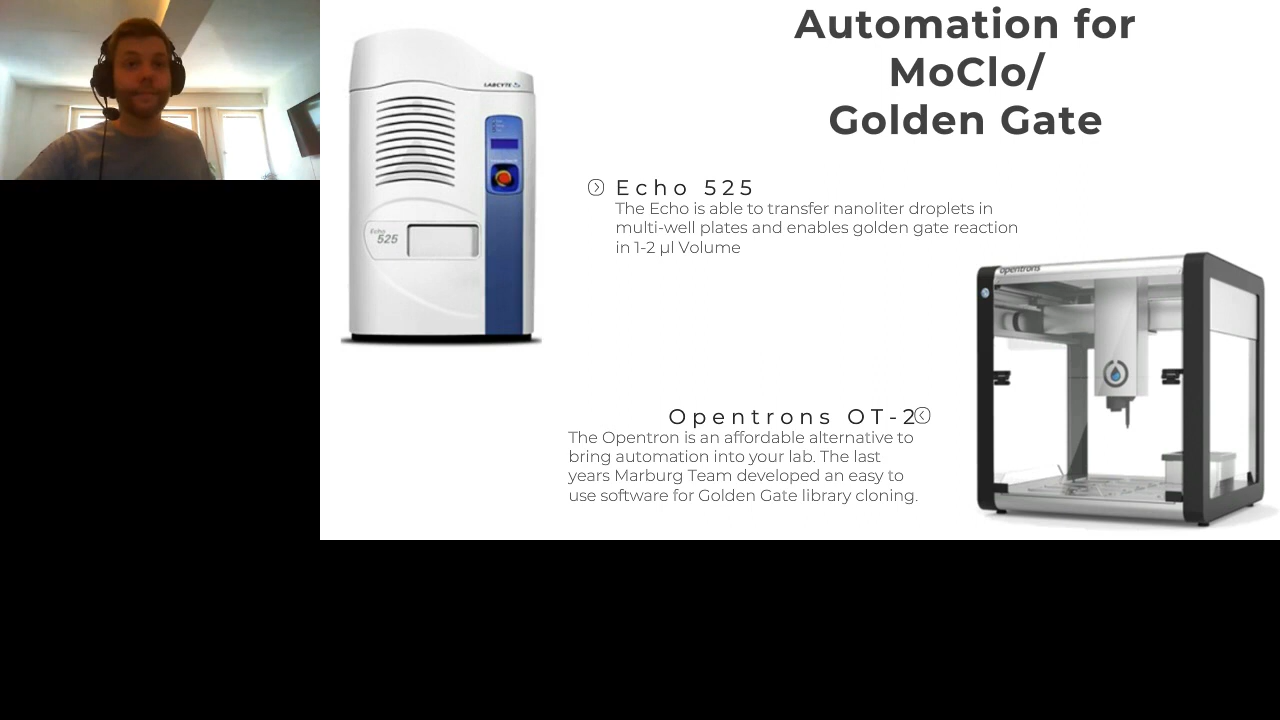 Automation for
MoClo/
Golden Gate
LABCYTE
Echo 525
The Echo is able to transfer nanoliter droplets in
multi-well plates and enables golden gate reaction
in 1-2 µl Volume
Echo
525
opentrons
Opentrons OT-2
The Opentron is an affordable alternative to
bring automation into your lab. The last
years Marburg Team developed an easy to
use software for Golden Gate library cloning.